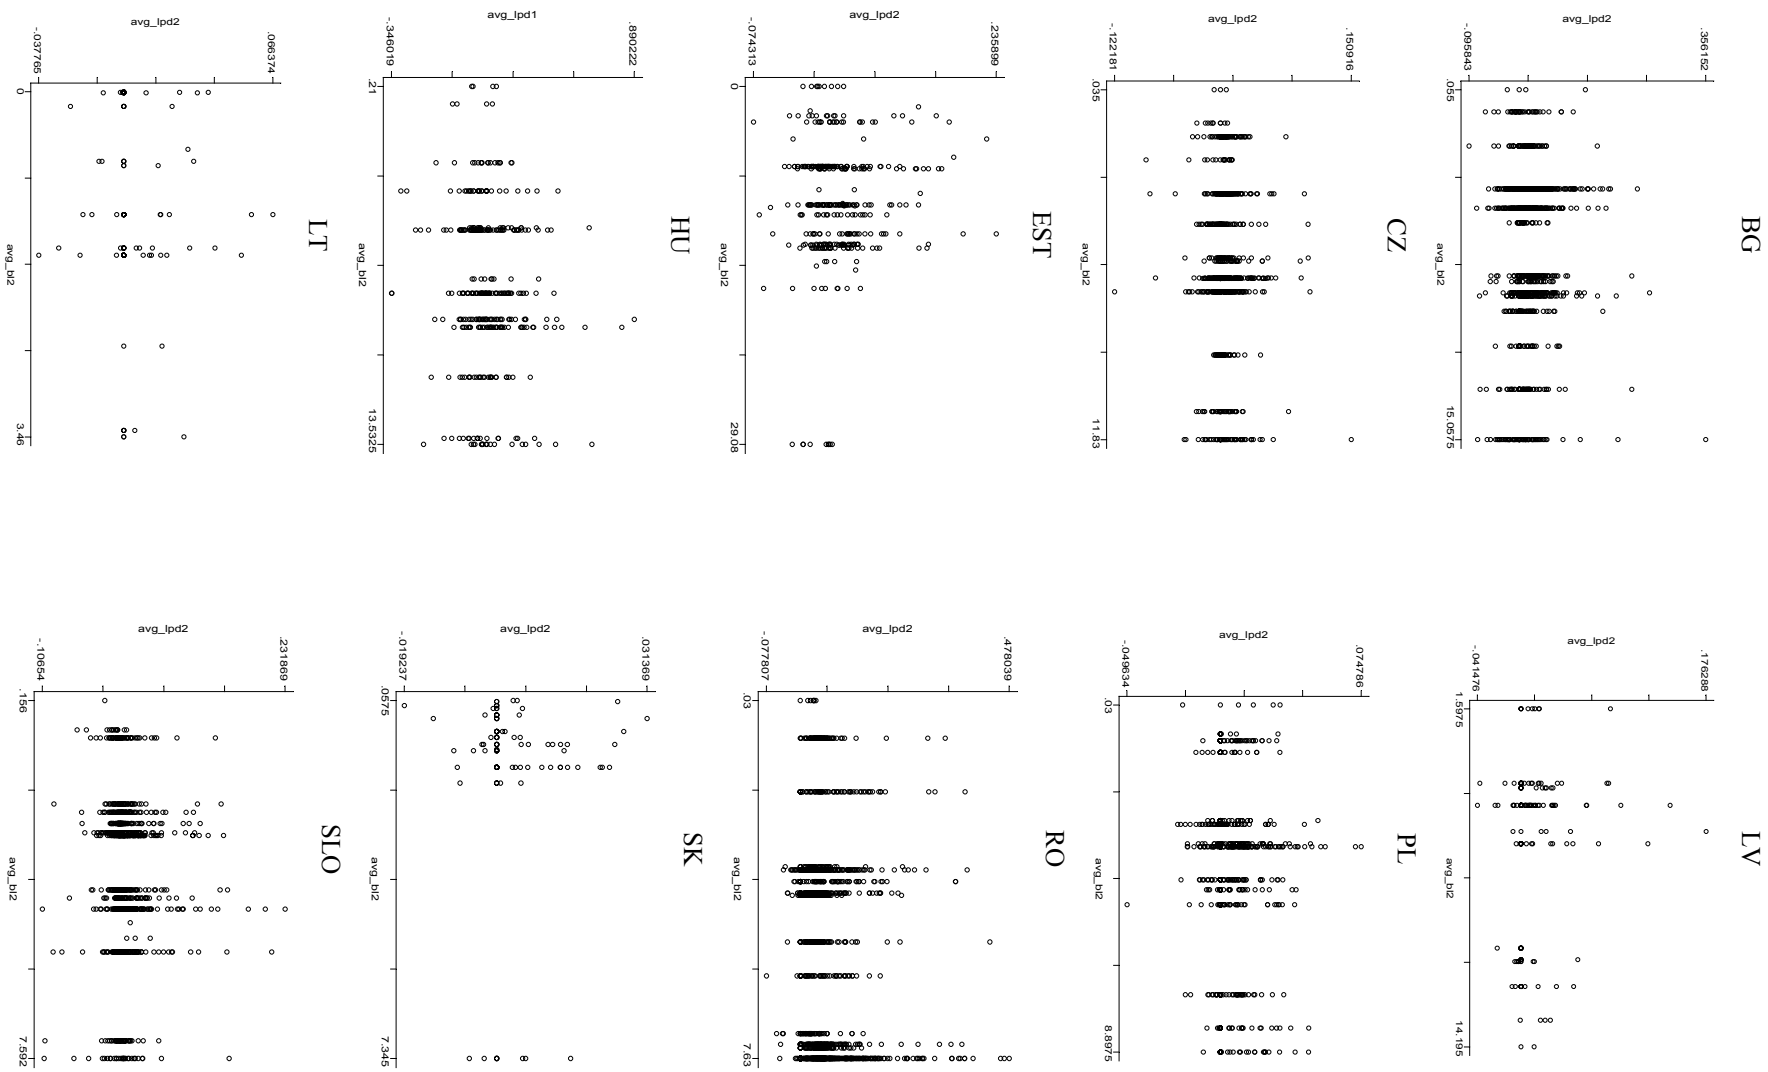 BG
.356152
avg_lpd2
-.095843
.055
avg_bl2
15.0575
LV
.176288
avg_lpd2
-.041476
1.5975
avg_bl2
14.195
CZ
.150916
avg_lpd2
-.122181
.035
avg_bl2
11.83
PL
.074786
avg_lpd2
-.049634
.03
avg_bl2
8.8975
EST
.235899
avg_lpd2
-.074313
0
avg_bl2
29.08
RO
.478039
avg_lpd2
-.077807
.03
avg_bl2
7.63
HU
.890222
avg_lpd1
-.346019
.21
avg_bl2
13.5325
SK
.031369
avg_lpd2
-.019237
.0575
avg_bl2
7.345
LT
.066374
avg_lpd2
-.037765
0
avg_bl2
3.46
SLO
.231869
avg_lpd2
-.10654
.156
avg_bl2
7.592